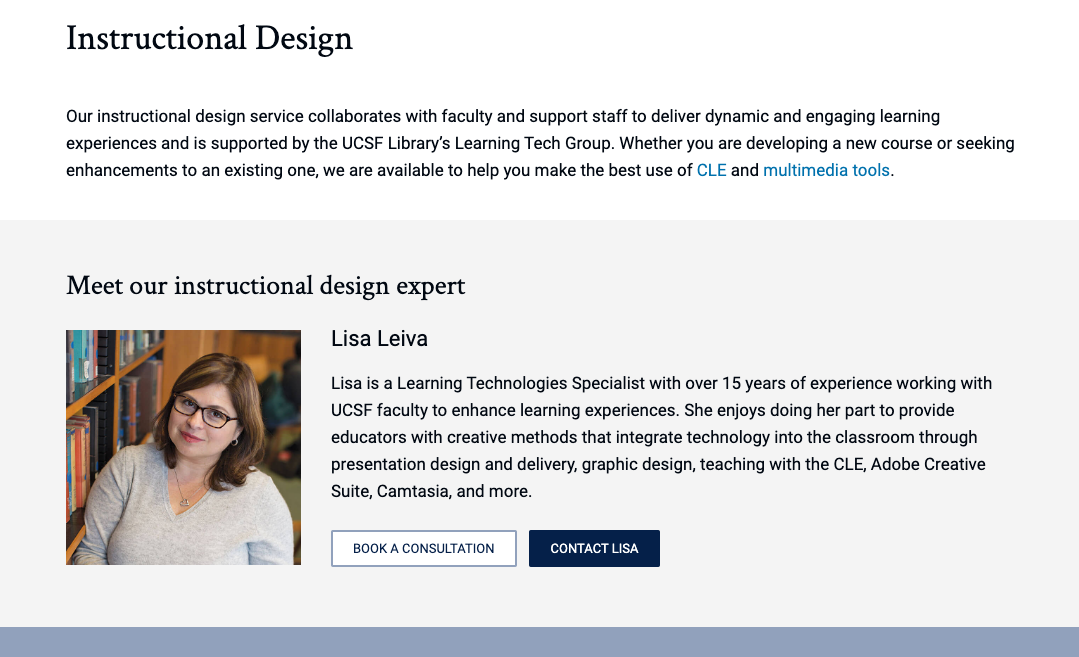 Instructional Design
Our instructional design service collaborates with faculty and support staff to deliver dynamic and engaging learning
experiences and is supported by the UCSF Library’s Learning Tech Group. Whether you are developing a new course or seeking
enhancements to an existing one, we are available to help you make the best use of CLE and multimedia tools.
Meet our instructional design expert
Lisa Leiva
Lisa is a Learning Technologies Specialist with over 15 years of experience working with
UCSF faculty to enhance learning experiences. She enjoys doing her part to provide
educators with creative methods that integrate technology into the classroom through
presentation design and delivery, graphic design, teaching with the CLE, Adobe Creative
Suite, Camtasia, and more.
BOOK A CONSULTATION
CONTACT LISA